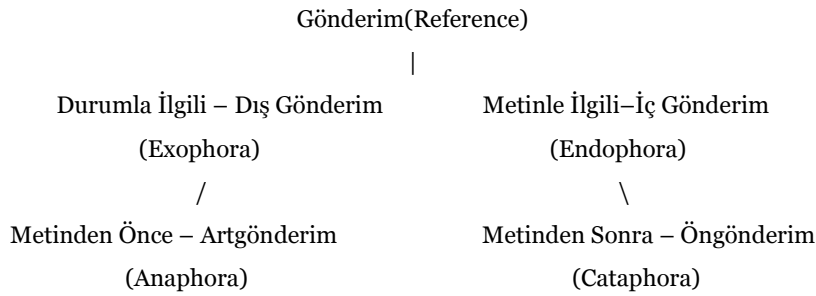 Gönderim(Reference)
|
Durumla İlgili – Dış Gönderim Metinle İlgili–İç Gönderim
(Exophora) (Endophora)
/ \
Metinden Önce – Artgönderim Metinden Sonra – Öngönderim
(Anaphora) (Cataphora)